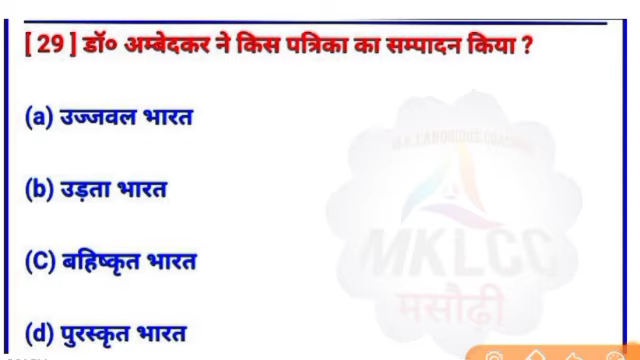 [ 29 ] डॉ० अम्बेदकर ने किस पत्रिका का सम्पादन किया ?
(a) उज्जवल भारत
(b) उड़ता भारत
(C) बहिष्कृत भारत
(d) पुरस्कृत भारत
MKLCC
मसौढ़ी